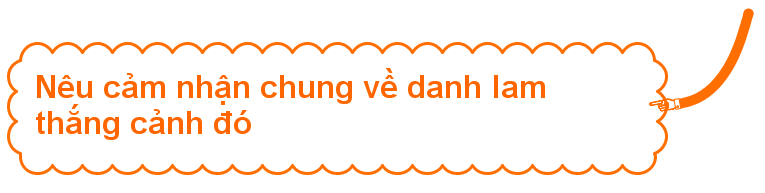 Nêu cảm nhận chung về danh lam
thắng cảnh đó